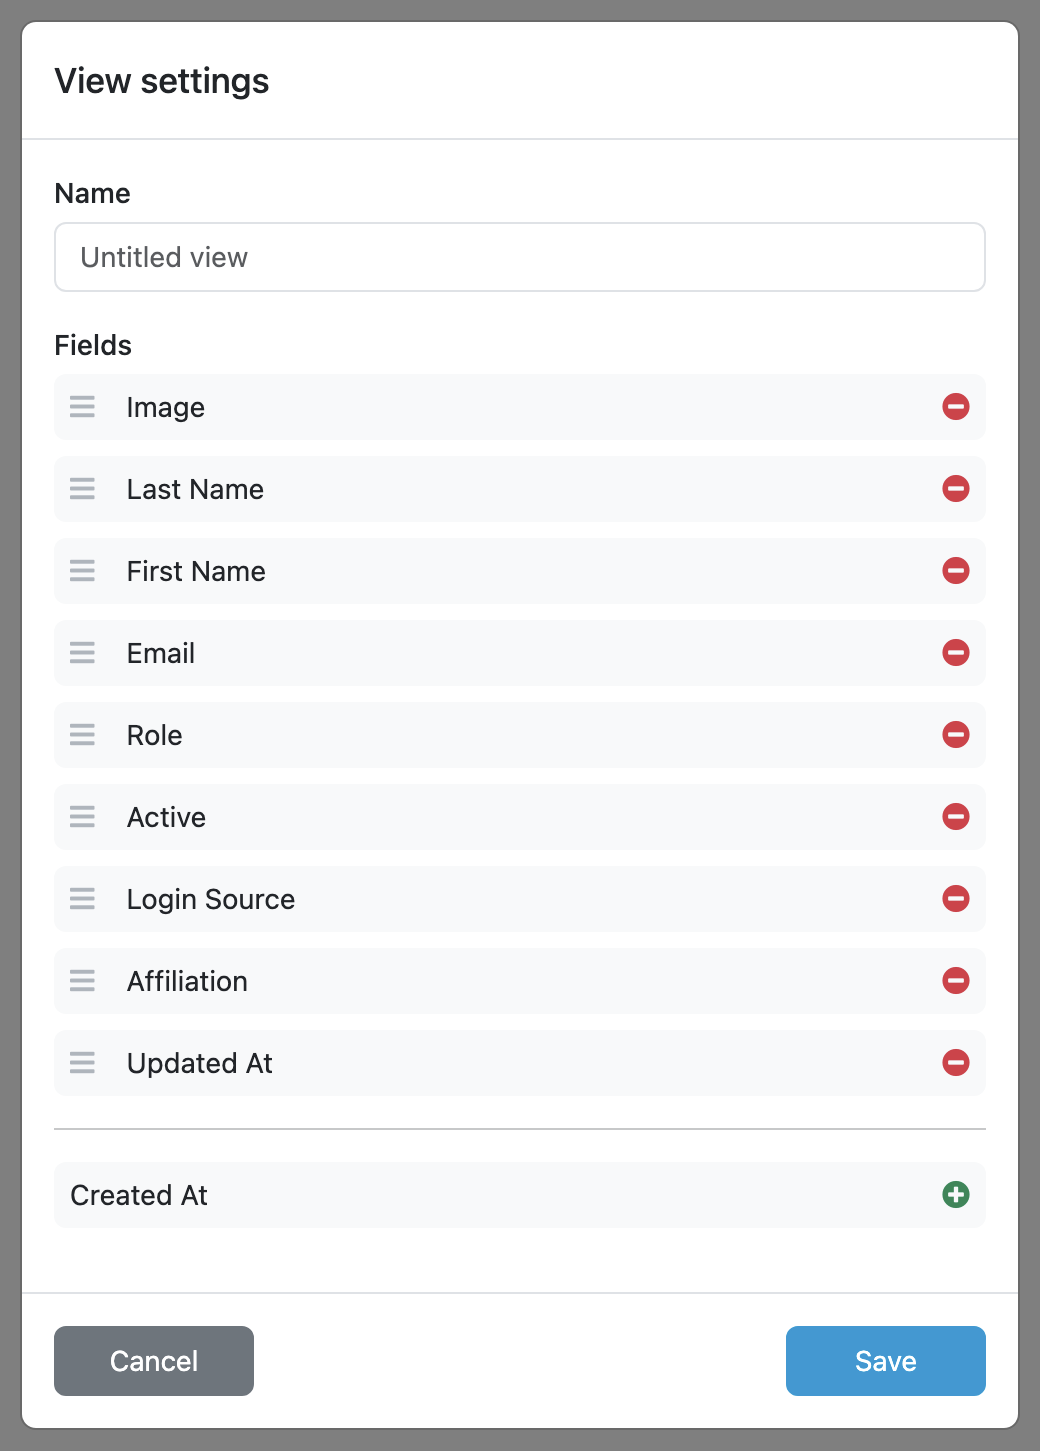 View settings
Name
Untitled view
Fields
Image
Last Name
First Name
Email
Role
Active
Login Source
Affiliation
Updated At
Created At
Cancel
Save